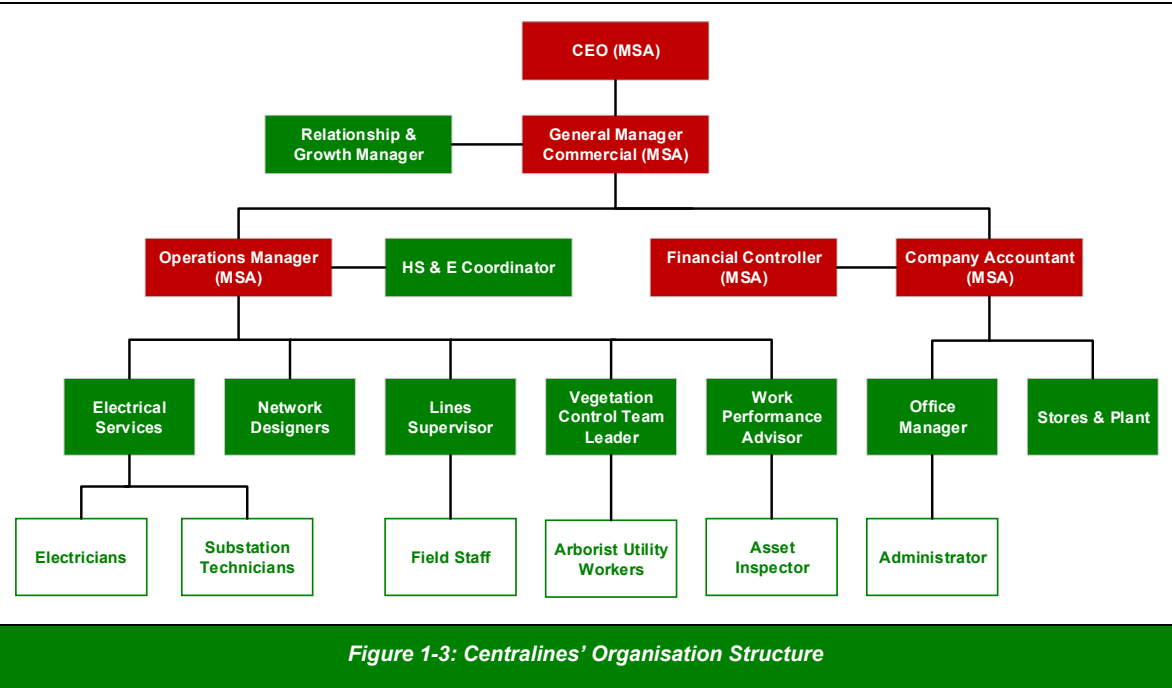 CEO (MSA)
Relationship &
Growth Manager
General Manager
Commercial (MSA)
Operations Manager
(MSA)
HS & E Coordinator
Financial Controller
(MSA)
Company Accountant
(MSA)
Electrical
Services
Network
Designers
Lines
Supervisor
Vegetation
Control Team
Leader
Work
Performance
Advisor
Office
Manager
Stores & Plant
Electricians
Substation
Technicians
Field Staff
Arborist Utility
Workers
Asset
Inspector
Administrator
Figure 1-3: Centralines’ Organisation Structure